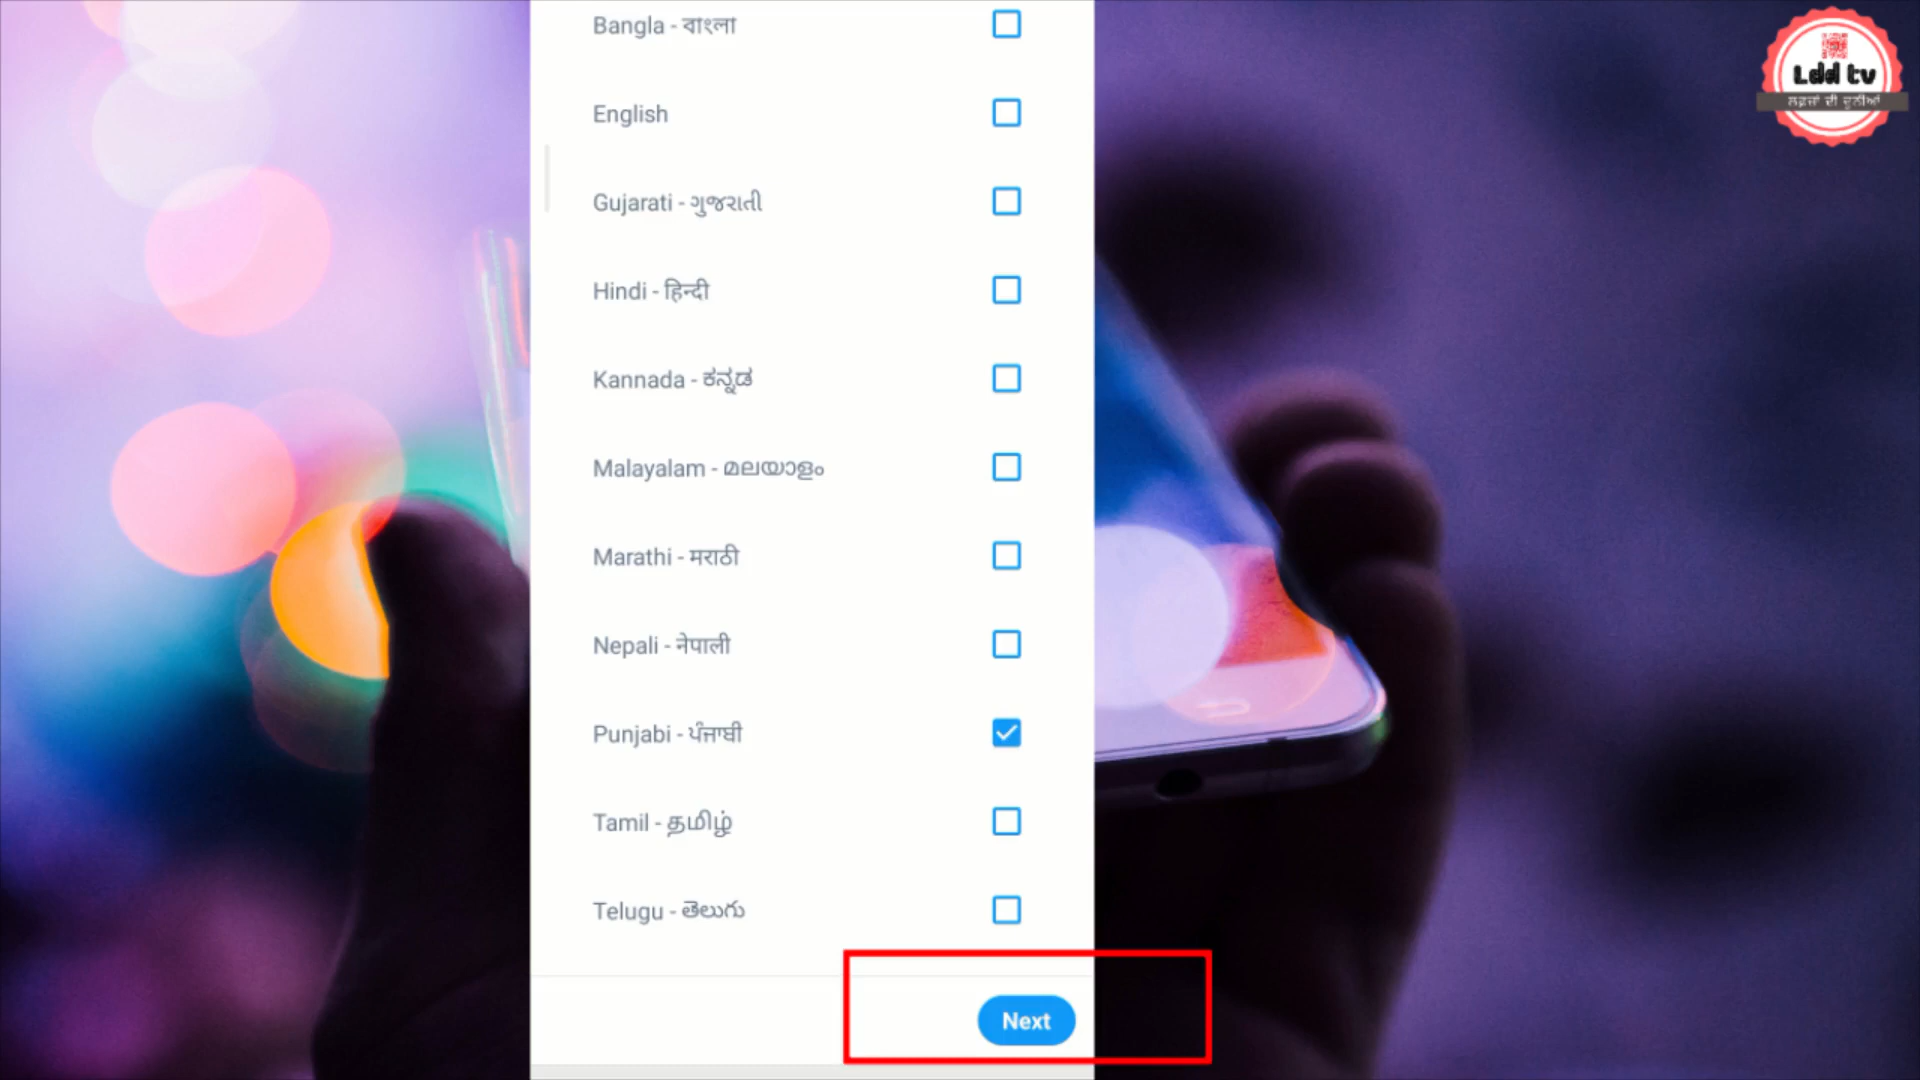 Bangla - বাংলা
English
Gujarati - ગુજરાતી
Hindi - हिन्दी
Kannada - ಕನ್ನಡ
Malayalam - മലയാളം
Marathi - मराठी
Nepali - नेपाली
Punjabi - ਪੰਜਾਬੀ
Tamil - தமிழ்
Telugu - తెలుగు
Next
Ldd tv
ਲਫ਼ਜ਼ਾਂ ਦੀ ਦੁਨੀਆਂ